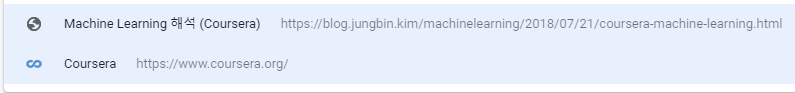 Machine Learning 해석 (Coursera) https://blog.jungbin.kim/machinelearning/2018/07/21/coursera-machine-learning.html
Coursera https://www.coursera.org/